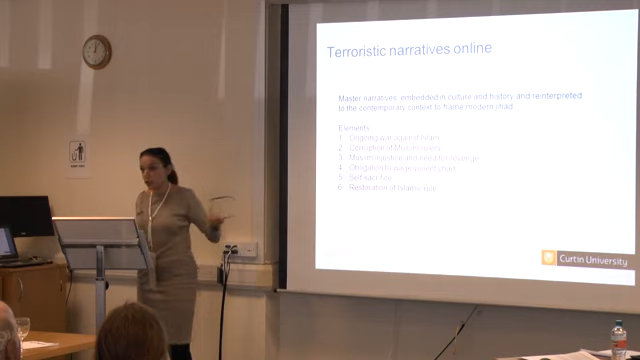 Terroristic narratives online
Master narratives embedded in culture and history and reinterpreted
to the contemporary context to frame modern jihad
Elements
1 Ongoing war against Islam
2 Corruption of Muslim rulers
3 Muslim injustice and need for revenge
4 Obligation to wage violent jihad
5 Self sacrifice
6 Restoration of Islamic rule
Curtin University